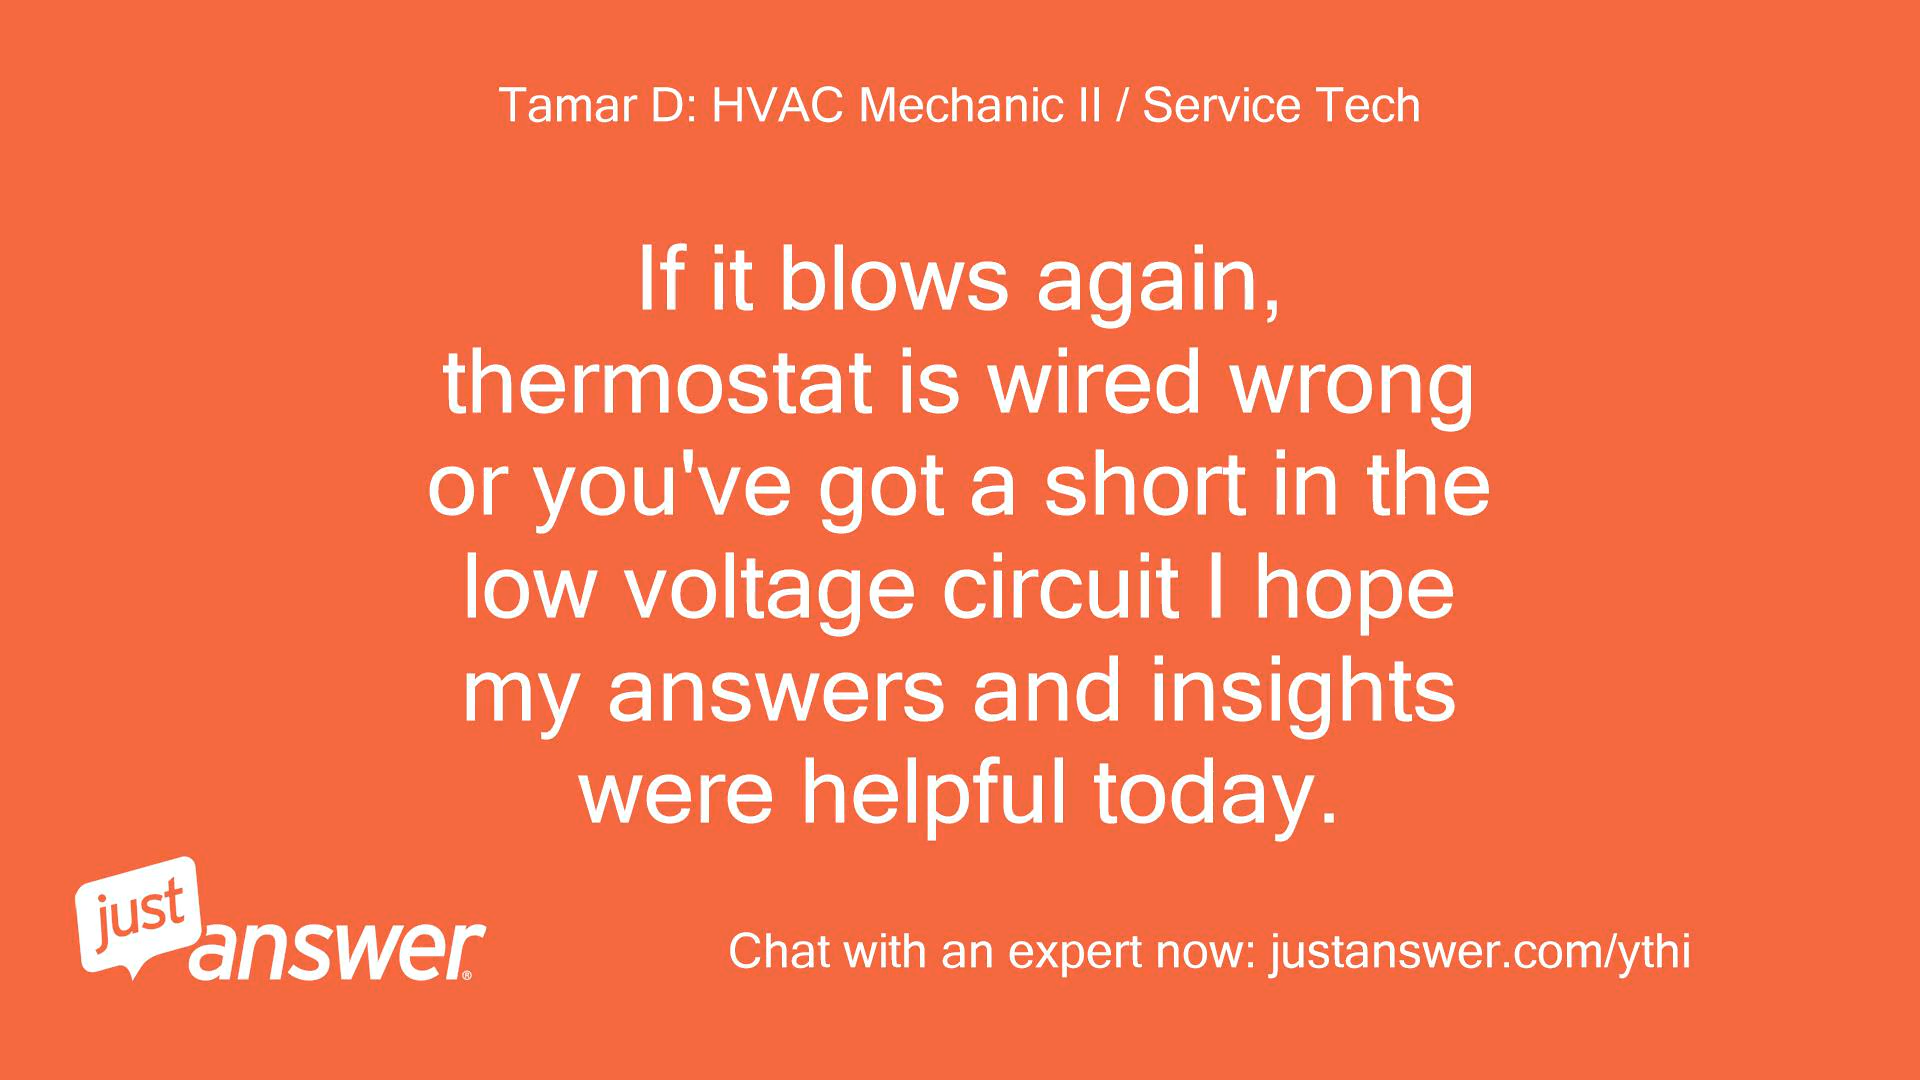 Tamar D: HVAC Mechanic II / Service Tech
If it blows again,
thermostat is wired wrong
or you've got a short in the
low voltage circuit I hope
my answers and insights
were helpful today.
just
answer®
Chat with an expert now: justanswer.com/ythi